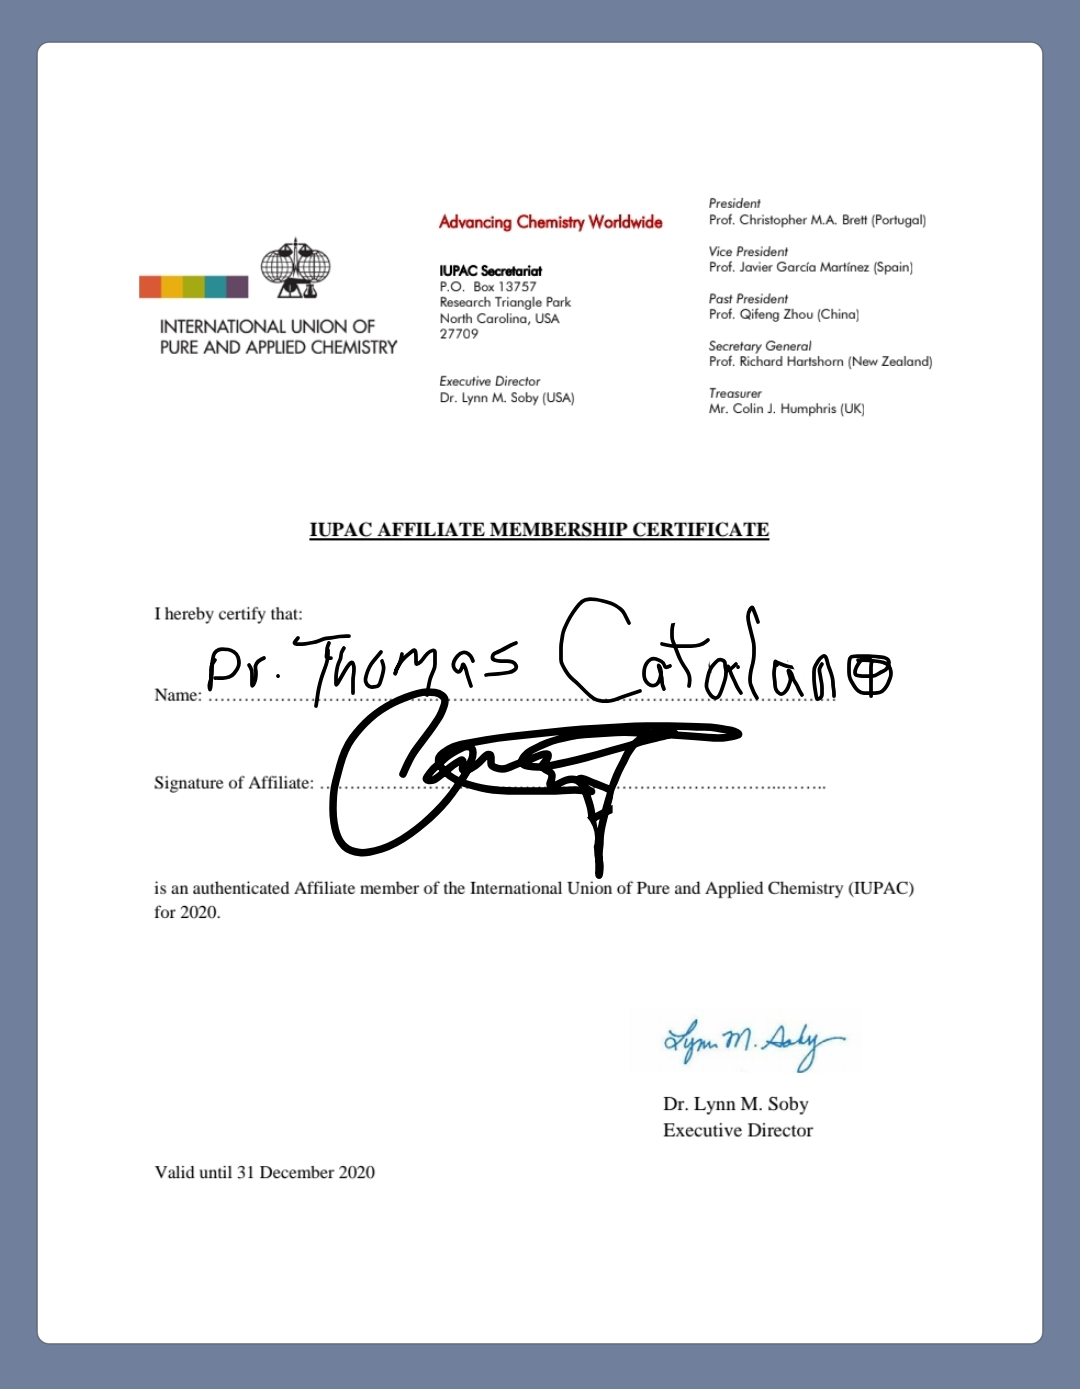 Advancing Chemistry Worldwide
INTERNATIONAL UNION OF
PURE AND APPLIED CHEMISTRY
IUPAC Secretariat
P.O. Box 13757
Research Triangle Park
North Carolina, USA
27709
Executive Director
Dr. Lynn M. Soby (USA)
President
Prof. Christopher M.A. Brett (Portugal)
Vice President
Prof. Javier García Martínez (Spain)
Past President
Prof. Qifeng Zhou (China)
Secretary General
Prof. Richard Hartshorn (New Zealand)
Treasurer
Mr. Colin J. Humphris (UK)
IUPAC AFFILIATE MEMBERSHIP CERTIFICATE
I hereby certify that:
Name: Dr. Thomas Catalano
Signature of Affiliate:
is an authenticated Affiliate member of the International Union of Pure and Applied Chemistry (IUPAC)
for 2020.
Lynn M. Soby
Dr. Lynn M. Soby
Executive Director
Valid until 31 December 2020